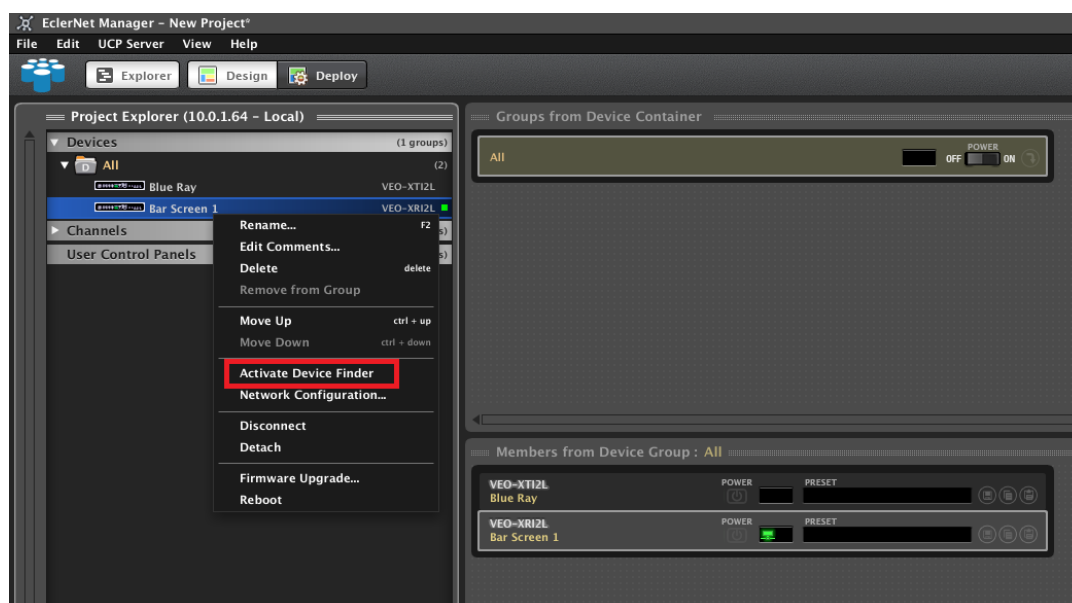 EclerNet Manager - New Project*
File Edit UCP Server View Help
Explorer Design Deploy
Project Explorer (10.0.1.64 - Local)
Devices (1 groups)
D All (2)
Blue Ray VEO-XTI2L
Bar Screen 1 VEO-XRI2L
Channels s)
User Control Panels s)
Rename... F2
Edit Comments...
Delete delete
Remove from Group
Move Up ctrl + up
Move Down ctrl + down
Activate Device Finder
Network Configuration...
Disconnect
Detach
Firmware Upgrade...
Reboot
Groups from Device Container
All
POWER
OFF ON
Members from Device Group : All
VEO-XTI2L POWER PRESET
Blue Ray
VEO-XRI2L POWER PRESET
Bar Screen 1